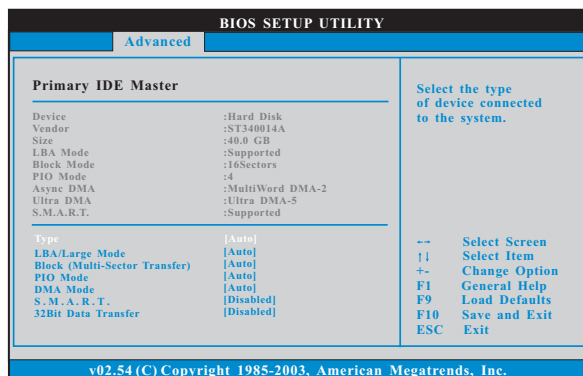 BIOS SETUP UTILITY
Advanced
Primary IDE Master
Device :Hard Disk
Vendor :ST340014A
Size :40.0 GB
LBA Mode :Supported
Block Mode :16Sectors
PIO Mode :4
Async DMA :MultiWord DMA-2
Ultra DMA :Ultra DMA-5
S.M.A.R.T. :Supported
Type [Auto]
LBA/Large Mode [Auto]
Block (Multi-Sector Transfer) [Auto]
PIO Mode [Auto]
DMA Mode [Auto]
S.M.A.R.T. [Disabled]
32Bit Data Transfer [Disabled]
Select the type
of device connected
to the system.
←→ Select Screen
↑↓ Select Item
+- Change Option
F1 General Help
F9 Load Defaults
F10 Save and Exit
ESC Exit
v02.54 (C) Copyright 1985-2003, American Megatrends, Inc.